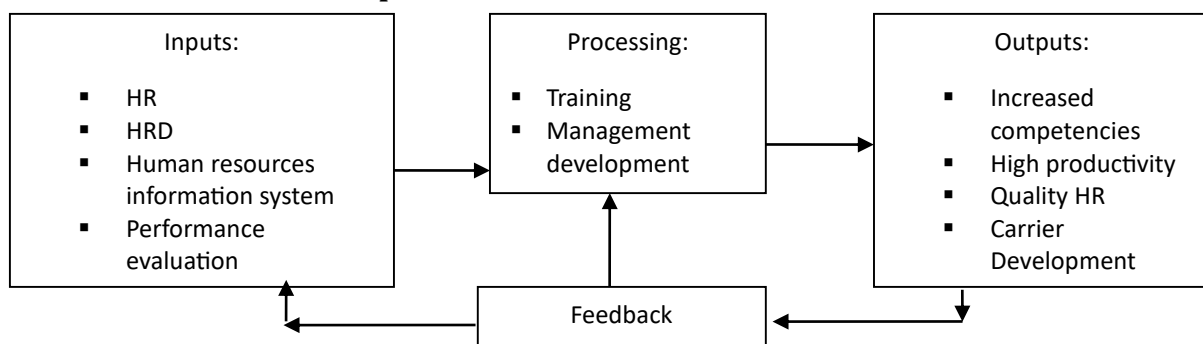 Inputs:
▪ HR
▪ HRD
▪ Human resources
information system
▪ Performance
evaluation
Processing:
▪ Training
▪ Management
development
Outputs:
▪ Increased
competencies
▪ High productivity
▪ Quality HR
▪ Carrier
Development
Feedback